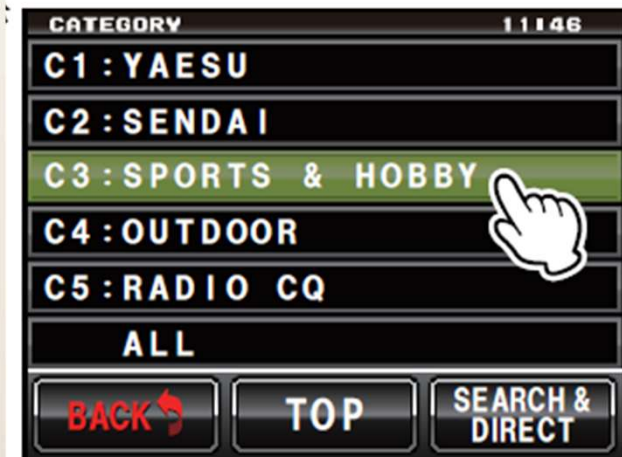 CATEGORY 11:46
C1:YAESU
C2:SENDAI
C3:SPORTS & HOBBY
C4:OUTDOOR
C5:RADIO CQ
ALL
BACK TOP SEARCH & DIRECT